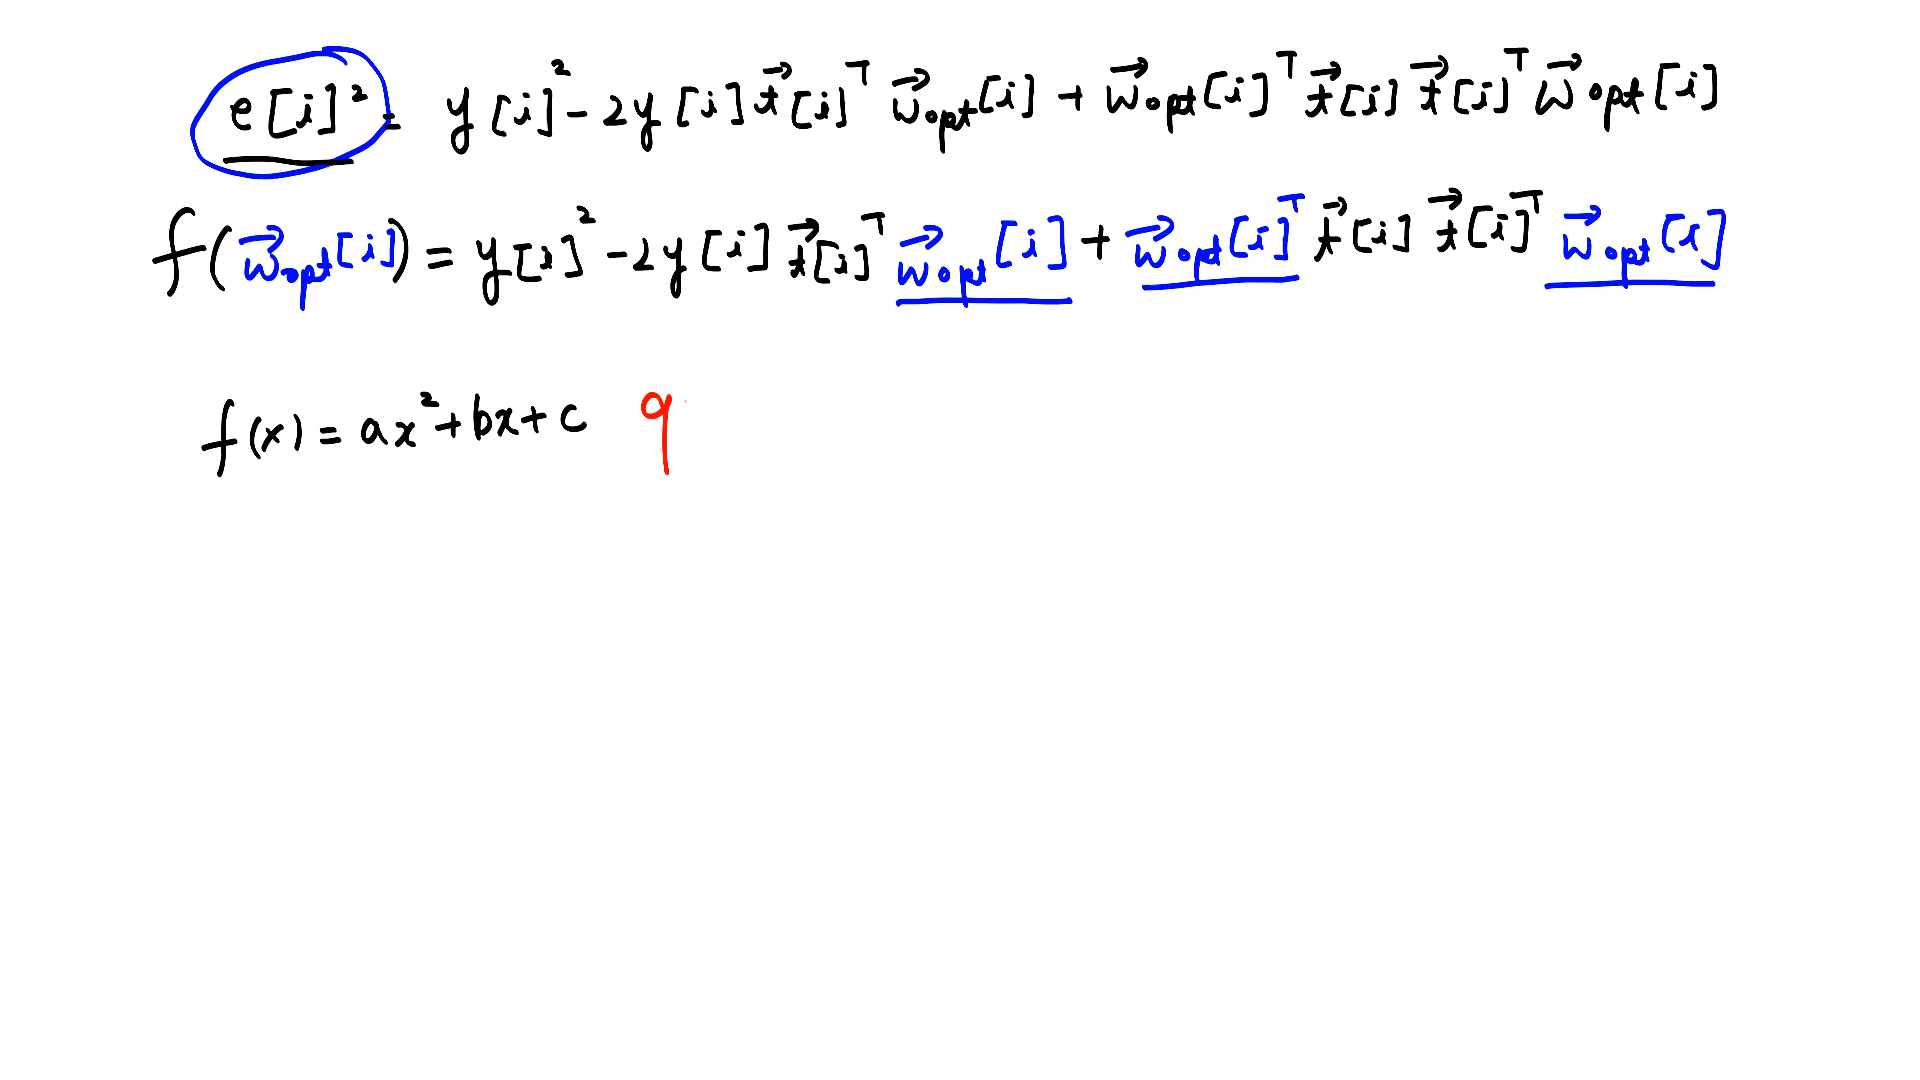 e[i]² = y[i]² - 2y[i] t⃗[i]ᵀ w⃗opt[i] + w⃗opt[i]ᵀ t⃗[i] t⃗[i]ᵀ w⃗opt[i]
f(w⃗opt[i]) = y[i]² - 2y[i] t⃗[i]ᵀ w⃗opt[i] + w⃗opt[i]ᵀ t⃗[i] t⃗[i]ᵀ w⃗opt[i]
f(x) = ax² + bx + c q